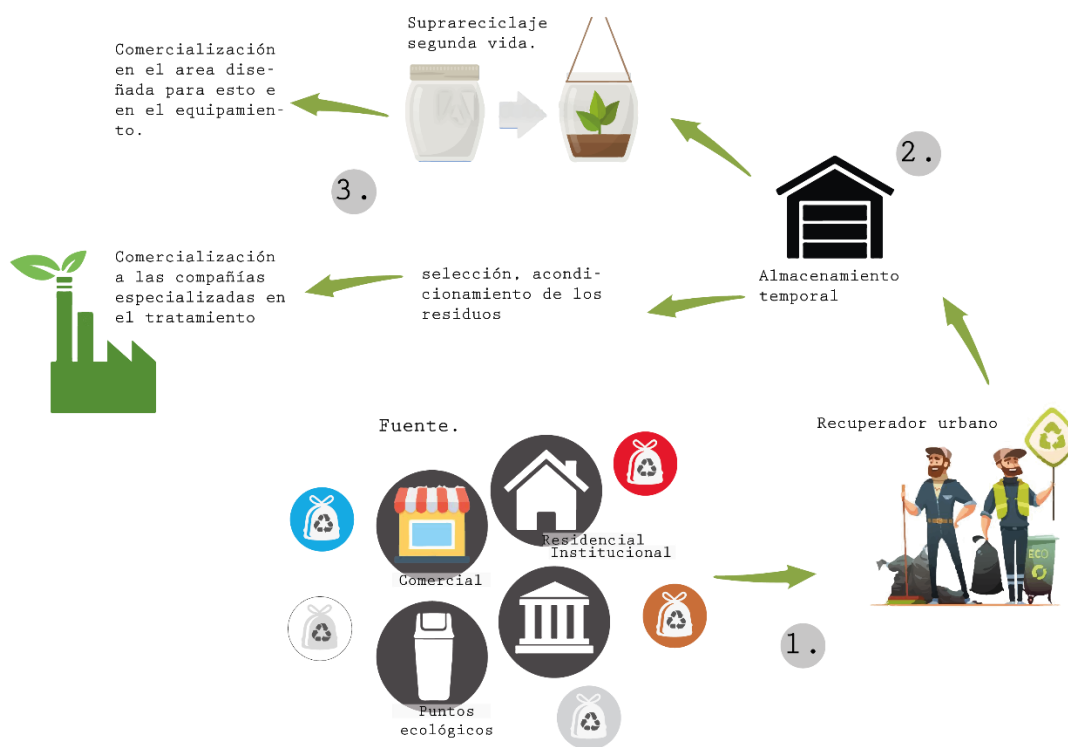 Suprareciclaje
segunda vida.
Comercialización
en el area dise-
ñada para esto e
en el equipamien-
to.
2.
3.
Almacenamiento
temporal
Comercialización
a las compañías
especializadas en
el tratamiento
selección, acondi-
cionamiento de los
residuos
Fuente.
Recuperador urbano
Residencial
Institucional
Comercial
ECO
1.
Puntos
ecológicos